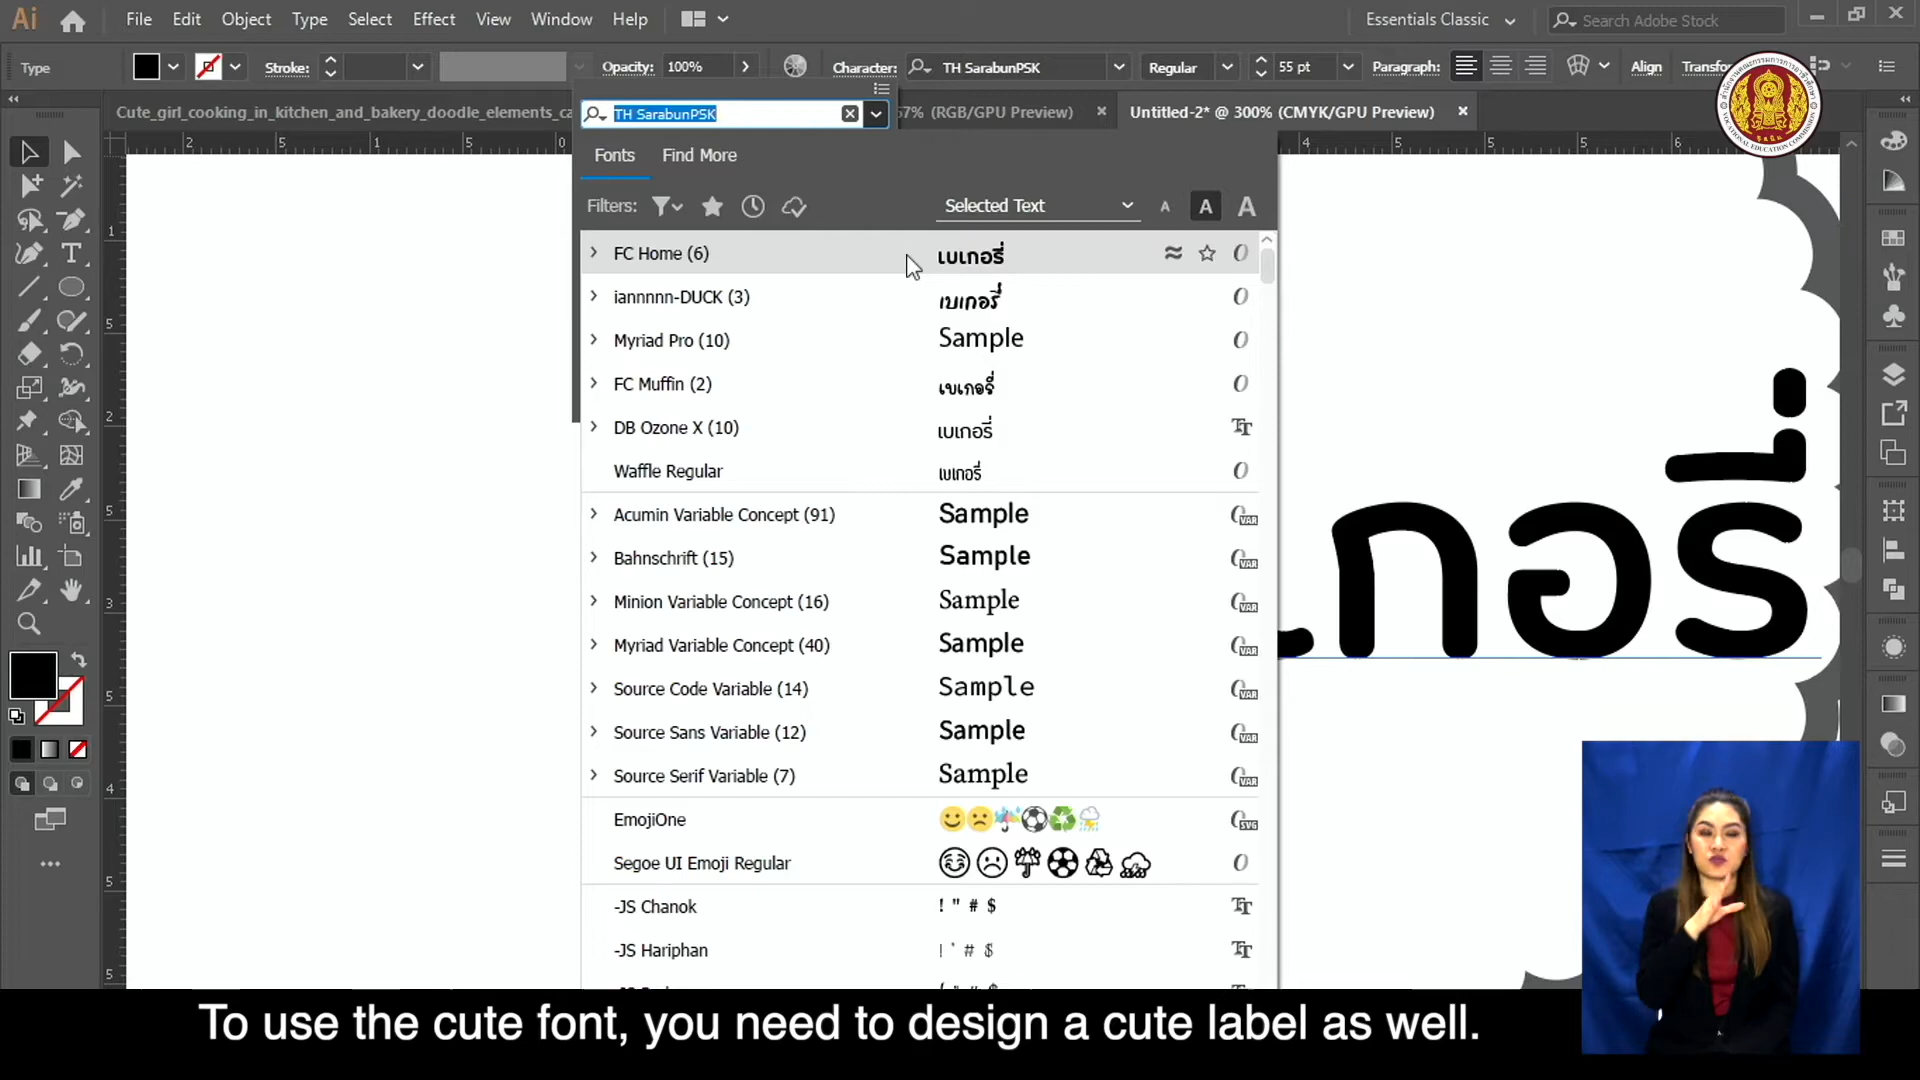 Ai File Edit Object Type Select Effect View Window Help Essentials Classic Search Adobe Stock
Type Stroke: Opacity: 100% Character: TH SarabunPSK Regular 55 pt Paragraph: Align Transfo
Cute_girl_cooking_in_kitchen_and_bakery_doodle_elements_ca 57% (RGB/GPU Preview) Untitled-2* @ 300% (CMYK/GPU Preview)
TH SarabunPSK
Fonts Find More
Filters: Selected Text A A A
FC Home (6) เบเกอรี่
iannnnn-DUCK (3) เบเกอรี่
Myriad Pro (10) Sample
FC Muffin (2) เบเกอรี่
DB Ozone X (10) เบเกอรี่
Waffle Regular เบเกอรี่
Acumin Variable Concept (91) Sample
Bahnschrift (15) Sample
Minion Variable Concept (16) Sample
Myriad Variable Concept (40) Sample
Source Code Variable (14) Sample
Source Sans Variable (12) Sample
Source Serif Variable (7) Sample
EmojiOne
Segoe UI Emoji Regular
-JS Chanok ! " # $
-JS Hariphan ! " # $
กอรี่
To use the cute font, you need to design a cute label as well.